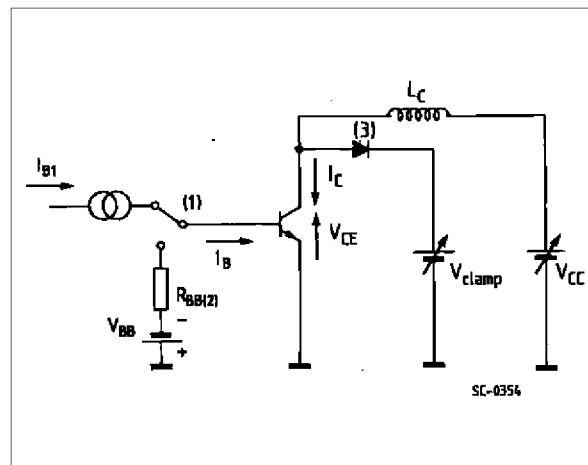 L_C
(3)
I_B1
(1)
I_C
V_CE
I_B
V_clamp
V_CC
R_BB(2)
V_BB
−
+
SC-0354